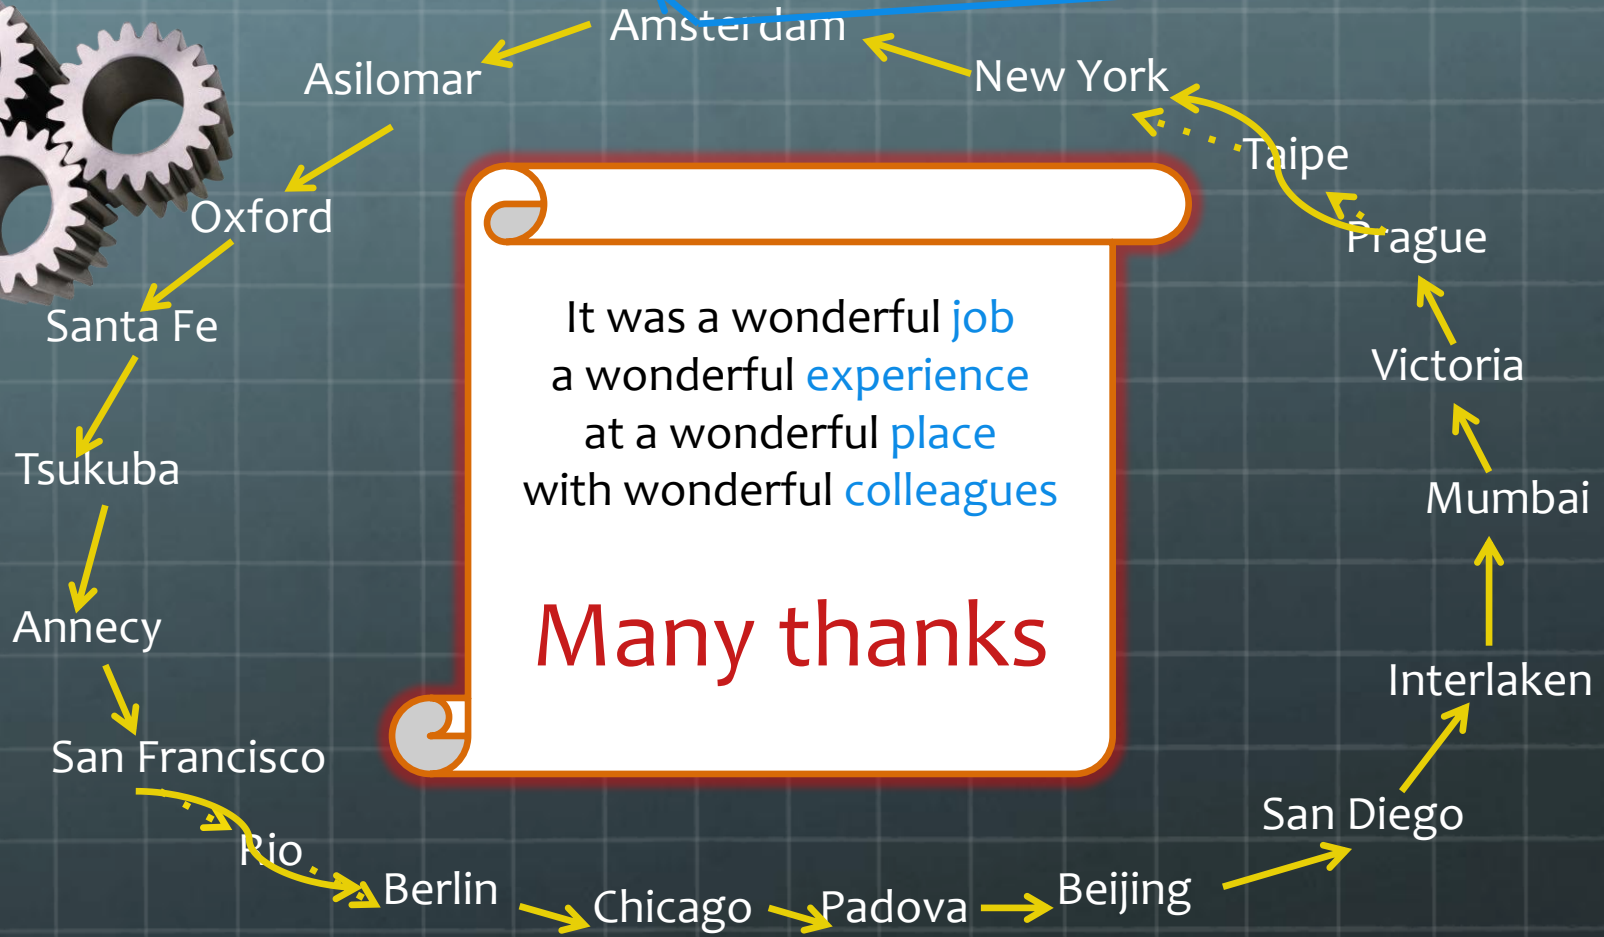 Amsterdam
New York
Asilomar
Taipe
Oxford
Prague
Santa Fe
Victoria
Tsukuba
Mumbai
Annecy
Interlaken
San Francisco
San Diego
Rio
Berlin
Chicago
Padova
Beijing
It was a wonderful job
a wonderful experience
at a wonderful place
with wonderful colleagues
Many thanks